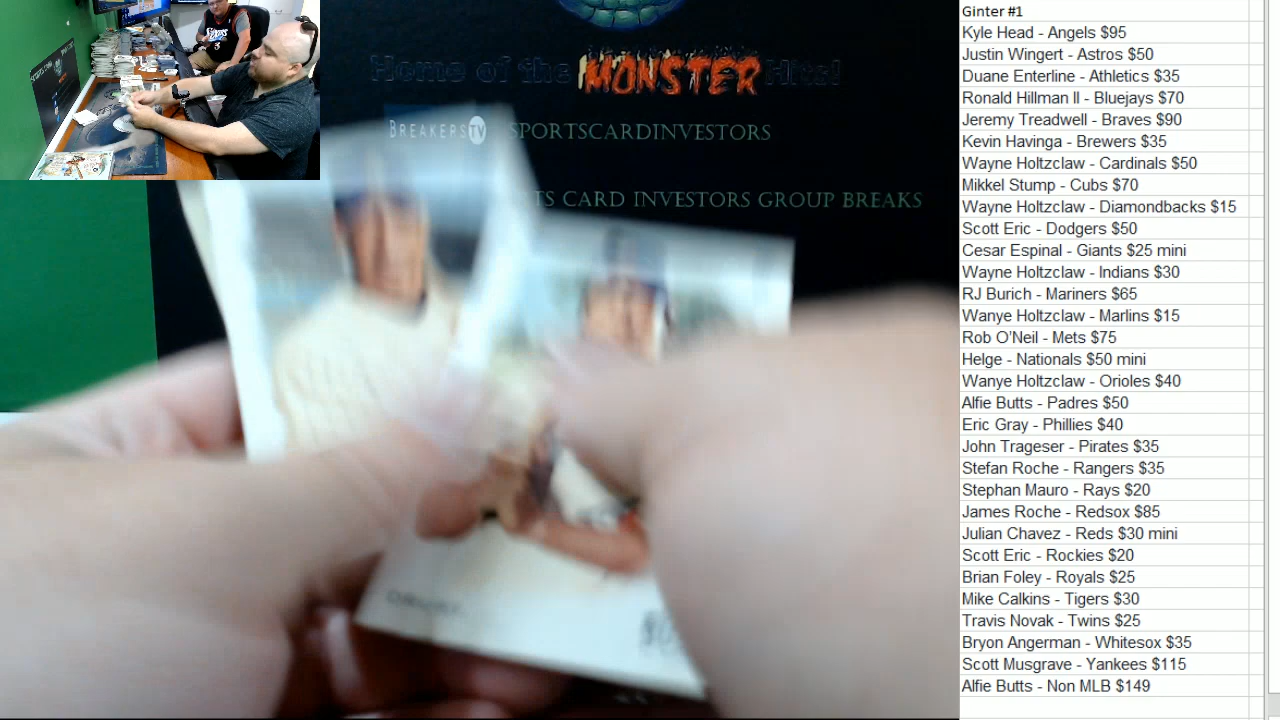 Home of the MONSTER Hits!
BREAKERSTV SPORTSCARDINVESTORS
TS CARD INVESTORS GROUP BREAKS
Ginter #1
Kyle Head - Angels $95
Justin Wingert - Astros $50
Duane Enterline - Athletics $35
Ronald Hillman ll - Bluejays $70
Jeremy Treadwell - Braves $90
Kevin Havinga - Brewers $35
Wayne Holtzclaw - Cardinals $50
Mikkel Stump - Cubs $70
Wayne Holtzclaw - Diamondbacks $15
Scott Eric - Dodgers $50
Cesar Espinal - Giants $25 mini
Wayne Holtzclaw - Indians $30
RJ Burich - Mariners $65
Wanye Holtzclaw - Marlins $15
Rob O'Neil - Mets $75
Helge - Nationals $50 mini
Wanye Holtzclaw - Orioles $40
Alfie Butts - Padres $50
Eric Gray - Phillies $40
John Trageser - Pirates $35
Stefan Roche - Rangers $35
Stephan Mauro - Rays $20
James Roche - Redsox $85
Julian Chavez - Reds $30 mini
Scott Eric - Rockies $20
Brian Foley - Royals $25
Mike Calkins - Tigers $30
Travis Novak - Twins $25
Bryon Angerman - Whitesox $35
Scott Musgrave - Yankees $115
Alfie Butts - Non MLB $149